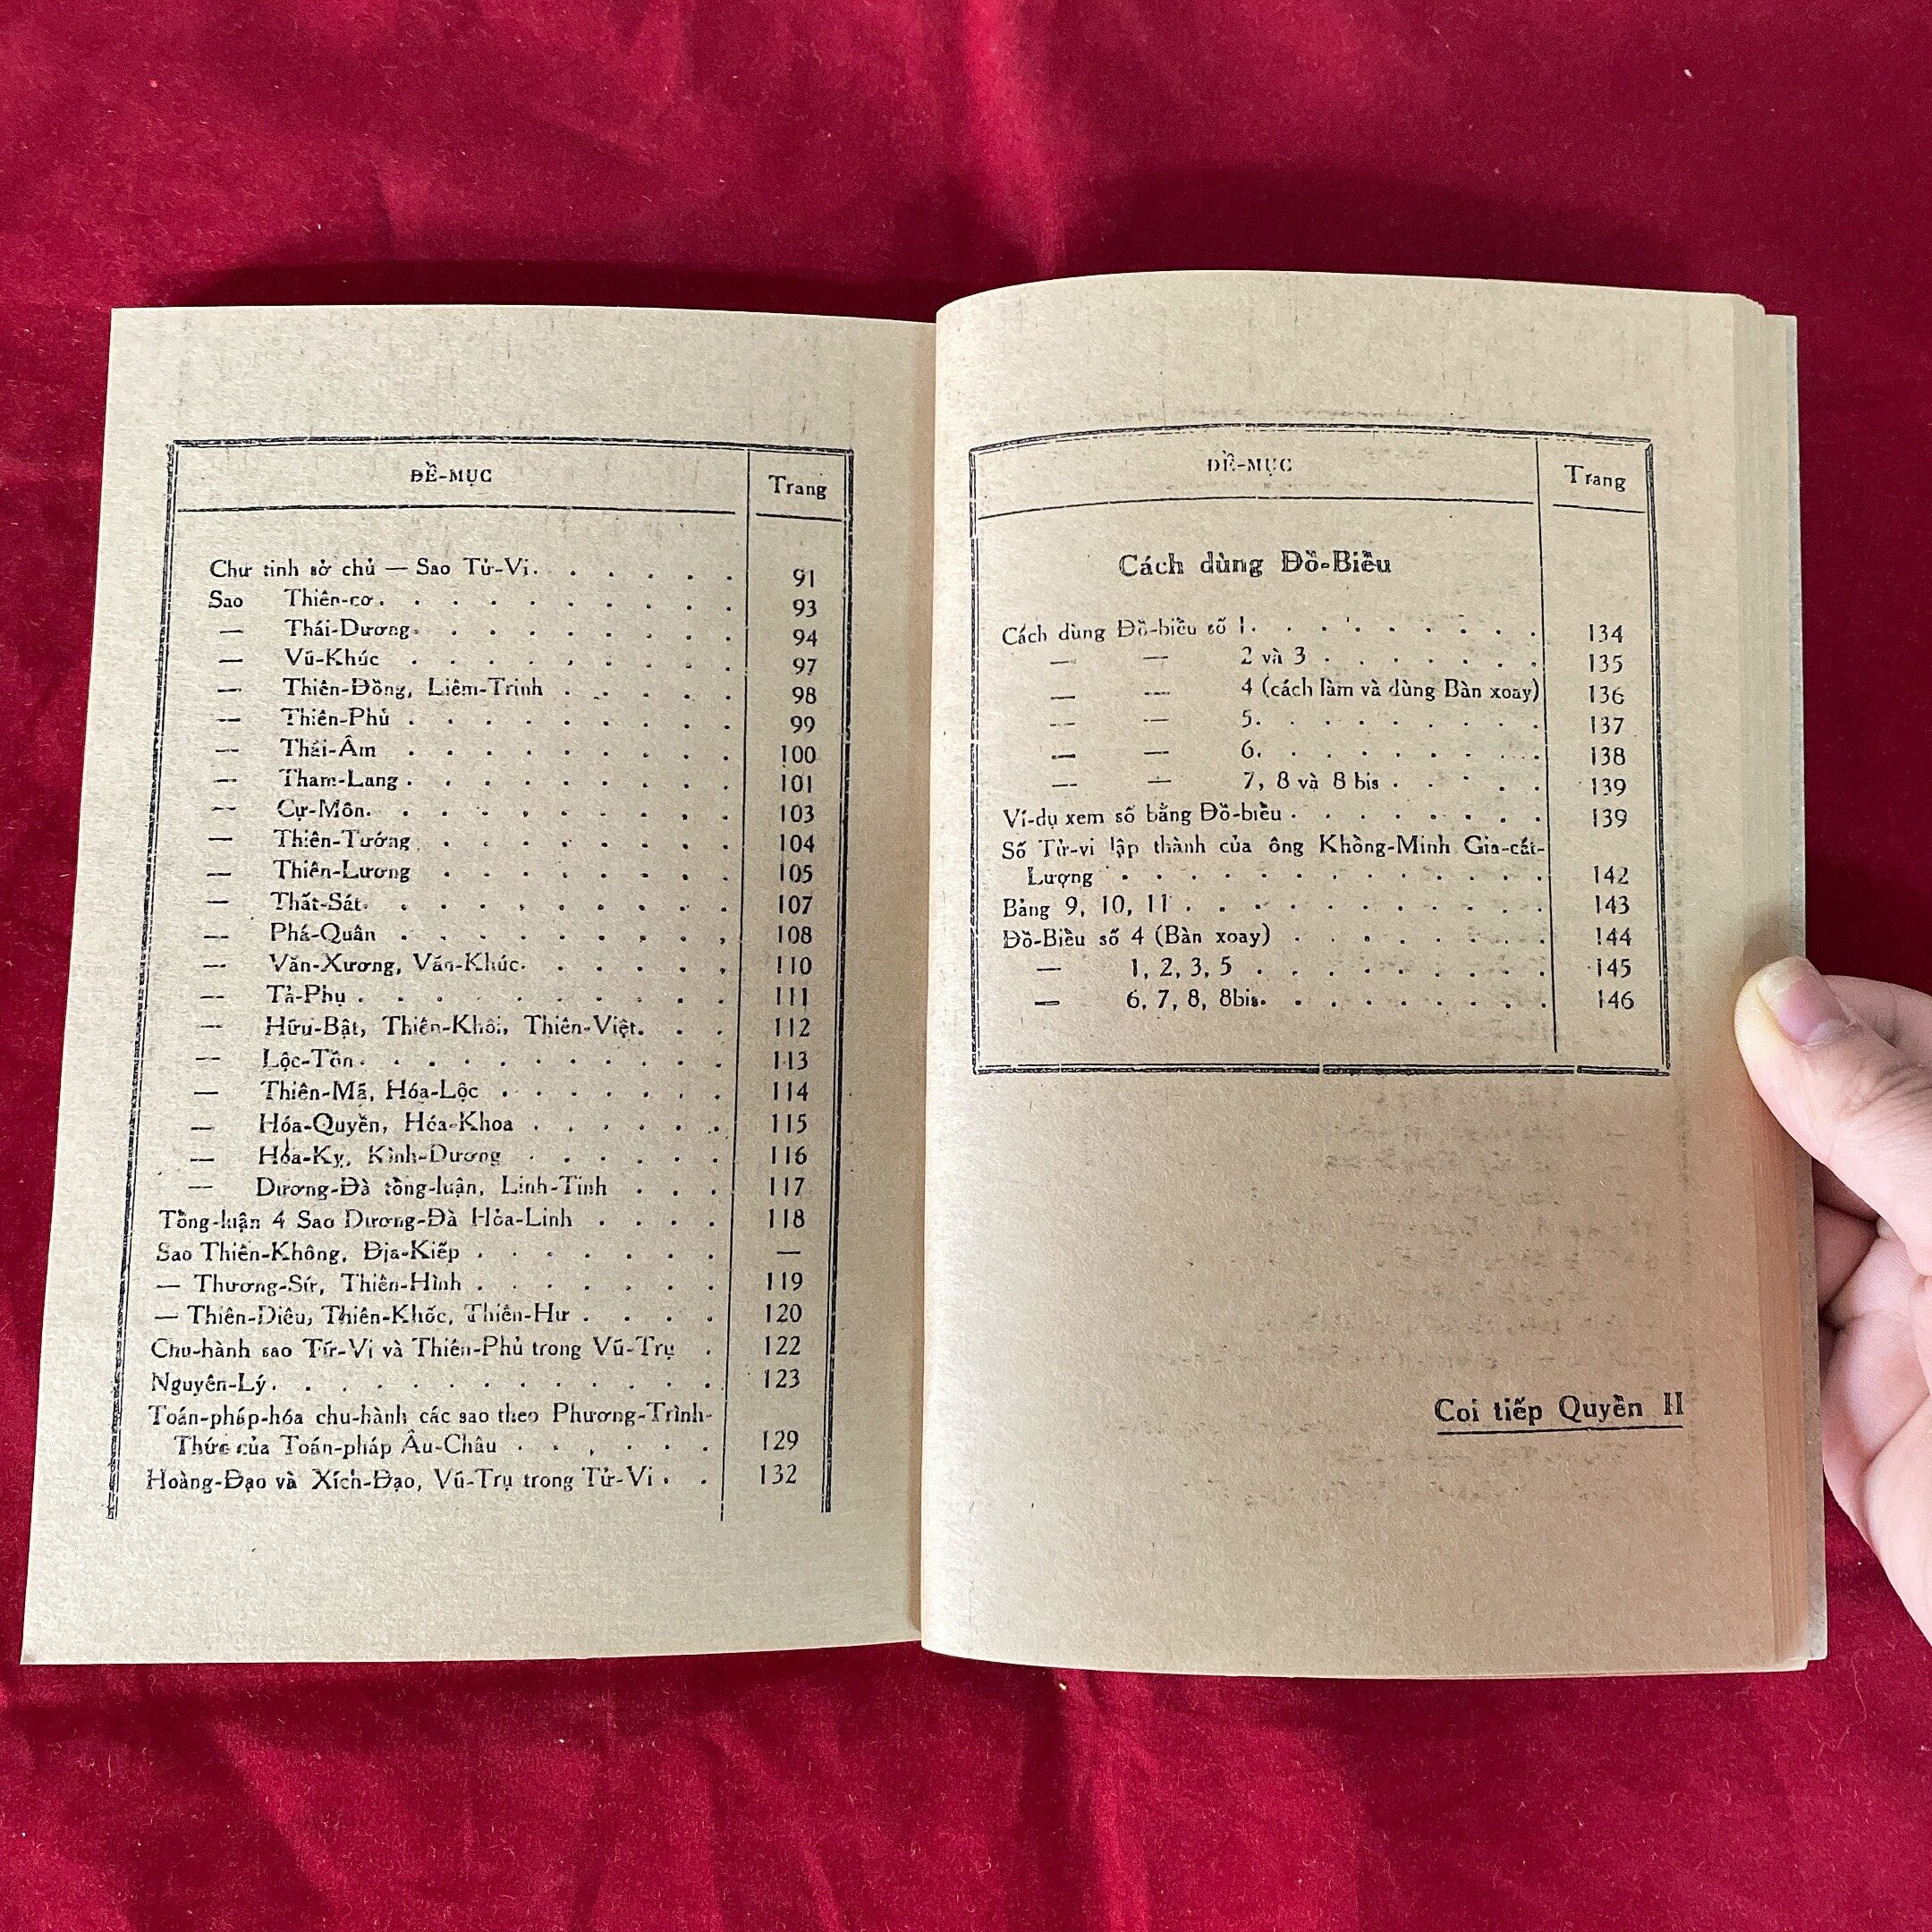 ĐỀ-MỤC
Trang
Chư tinh sở chủ — Sao Tử-Vi. . . . . . 91
Sao Thiên-cơ. . . . . . . . . . 93
— Thái-Dương. . . . . . . . . 94
— Vũ-Khúc . . . . . . . . . 97
— Thiên-Đồng, Liêm-Trinh . . . . . 98
— Thiên-Phủ . . . . . . . . . 99
— Thái-Âm . . . . . . . . . 100
— Tham-Lang . . . . . . . . . 101
— Cự-Môn. . . . . . . . . . 103
— Thiên-Tướng . . . . . . . . 104
— Thiên-Lương . . . . . . . . 105
— Thất-Sát. . . . . . . . . . 107
— Phá-Quân . . . . . . . . . 108
— Văn-Xương, Văn-Khúc. . . . . . 110
— Tả-Phụ . . . . . . . . . . 111
— Hữu-Bật, Thiên-Khôi, Thiên-Việt. . . 112
— Lộc-Tồn. . . . . . . . . . 113
— Thiên-Mã, Hóa-Lộc . . . . . . . 114
— Hóa-Quyền, Hóa-Khoa . . . . . . 115
— Hóa-Kỵ, Kình-Dương . . . . . . 116
— Dương-Đà tổng-luận, Linh-Tinh . . . 117
Tổng-luận 4 Sao Dương-Đà Hỏa-Linh . . . . 118
Sao Thiên-Không, Địa-Kiếp . . . . . . . —
— Thương-Sứ, Thiên-Hình . . . . . . . 119
— Thiên-Diêu, Thiên-Khốc, Thiên-Hư . . . . 120
Chu-hành sao Tử-Vi và Thiên-Phủ trong Vũ-Trụ . 122
Nguyên-Lý. . . . . . . . . . . . . 123
Toán-pháp-hóa chu-hành các sao theo Phương-Trình-
Thức của Toán-pháp Âu-Châu . . . . . . 129
Hoàng-Đạo và Xích-Đạo, Vũ-Trụ trong Tử-Vi . . 132
ĐỀ-MỤC
Trang
Cách dùng Đồ-Biểu
Cách dùng Đồ-biểu số 1. . . . . . . . . 134
— — 2 và 3 . . . . . . . 135
— — 4 (cách làm và dùng Bàn xoay) 136
— — 5. . . . . . . . . 137
— — 6. . . . . . . . . 138
— — 7, 8 và 8 bis . . . . . 139
Ví-dụ xem số bằng Đồ-biểu . . . . . . . . 139
Số Tử-vi lập thành của ông Khổng-Minh Gia-cát-
Lượng . . . . . . . . . . . . . 142
Bảng 9, 10, 11 . . . . . . . . . . . 143
Đồ-Biểu số 4 (Bàn xoay) . . . . . . . . 144
— 1, 2, 3, 5 . . . . . . . . . 145
— 6, 7, 8, 8bis. . . . . . . . . 146
Coi tiếp Quyền II